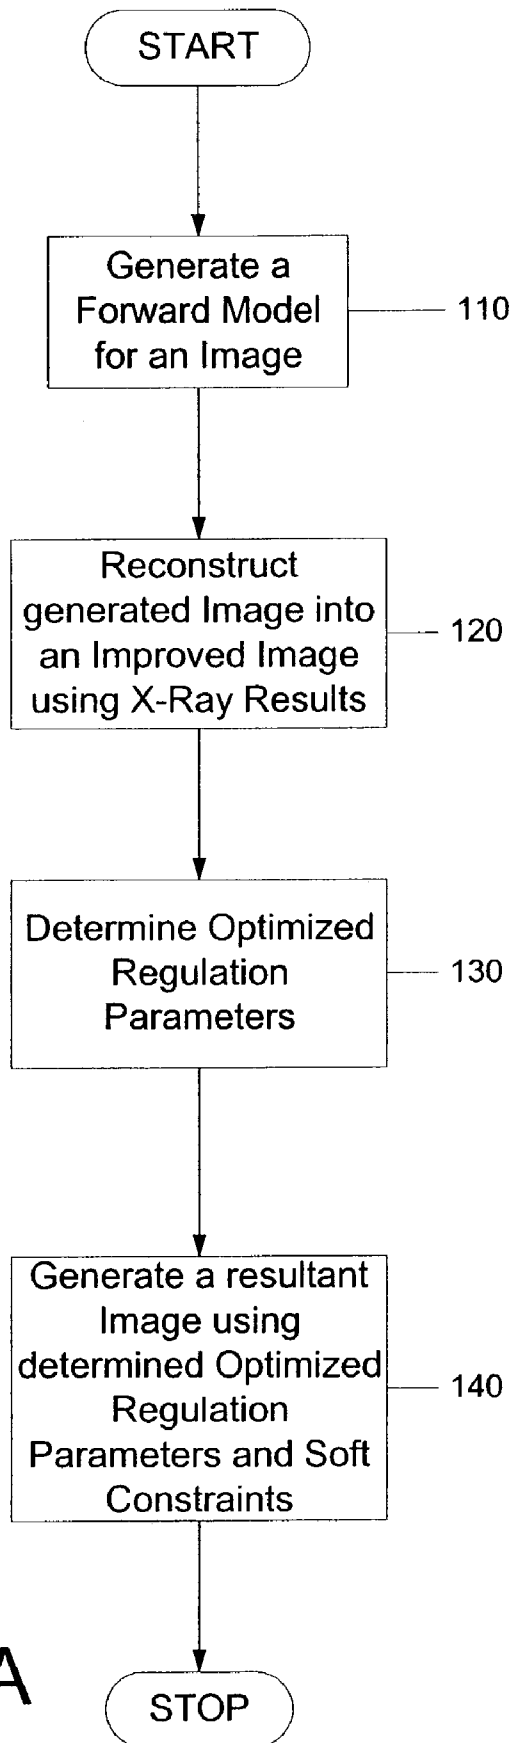 START
Generate a
Forward Model
for an Image
110
Reconstruct
generated Image into
an Improved Image
using X-Ray Results
120
Determine Optimized
Regulation
Parameters
130
Generate a resultant
Image using
determined Optimized
Regulation
Parameters and Soft
Constraints
140
A
STOP